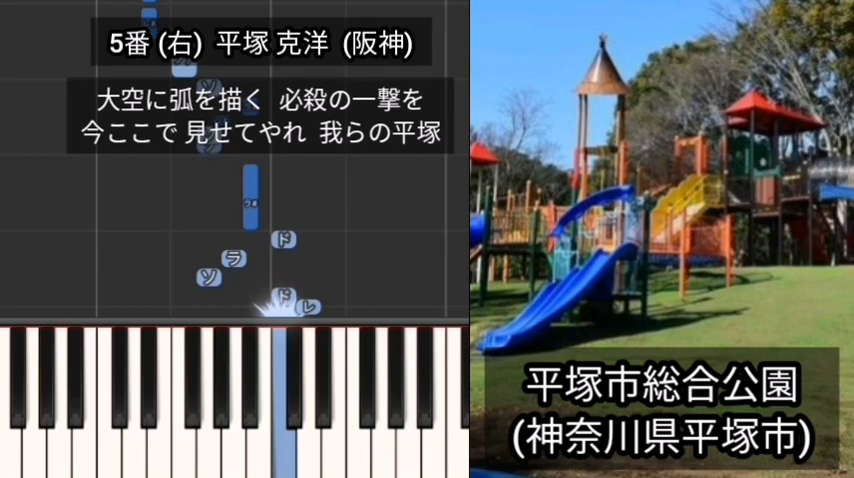 5番 (右) 平塚 克洋 (阪神)
大空に弧を描く 必殺の一撃を
今ここで 見せてやれ 我らの平塚
ド
ラ
ソ
ド
レ
平塚市総合公園
(神奈川県平塚市)